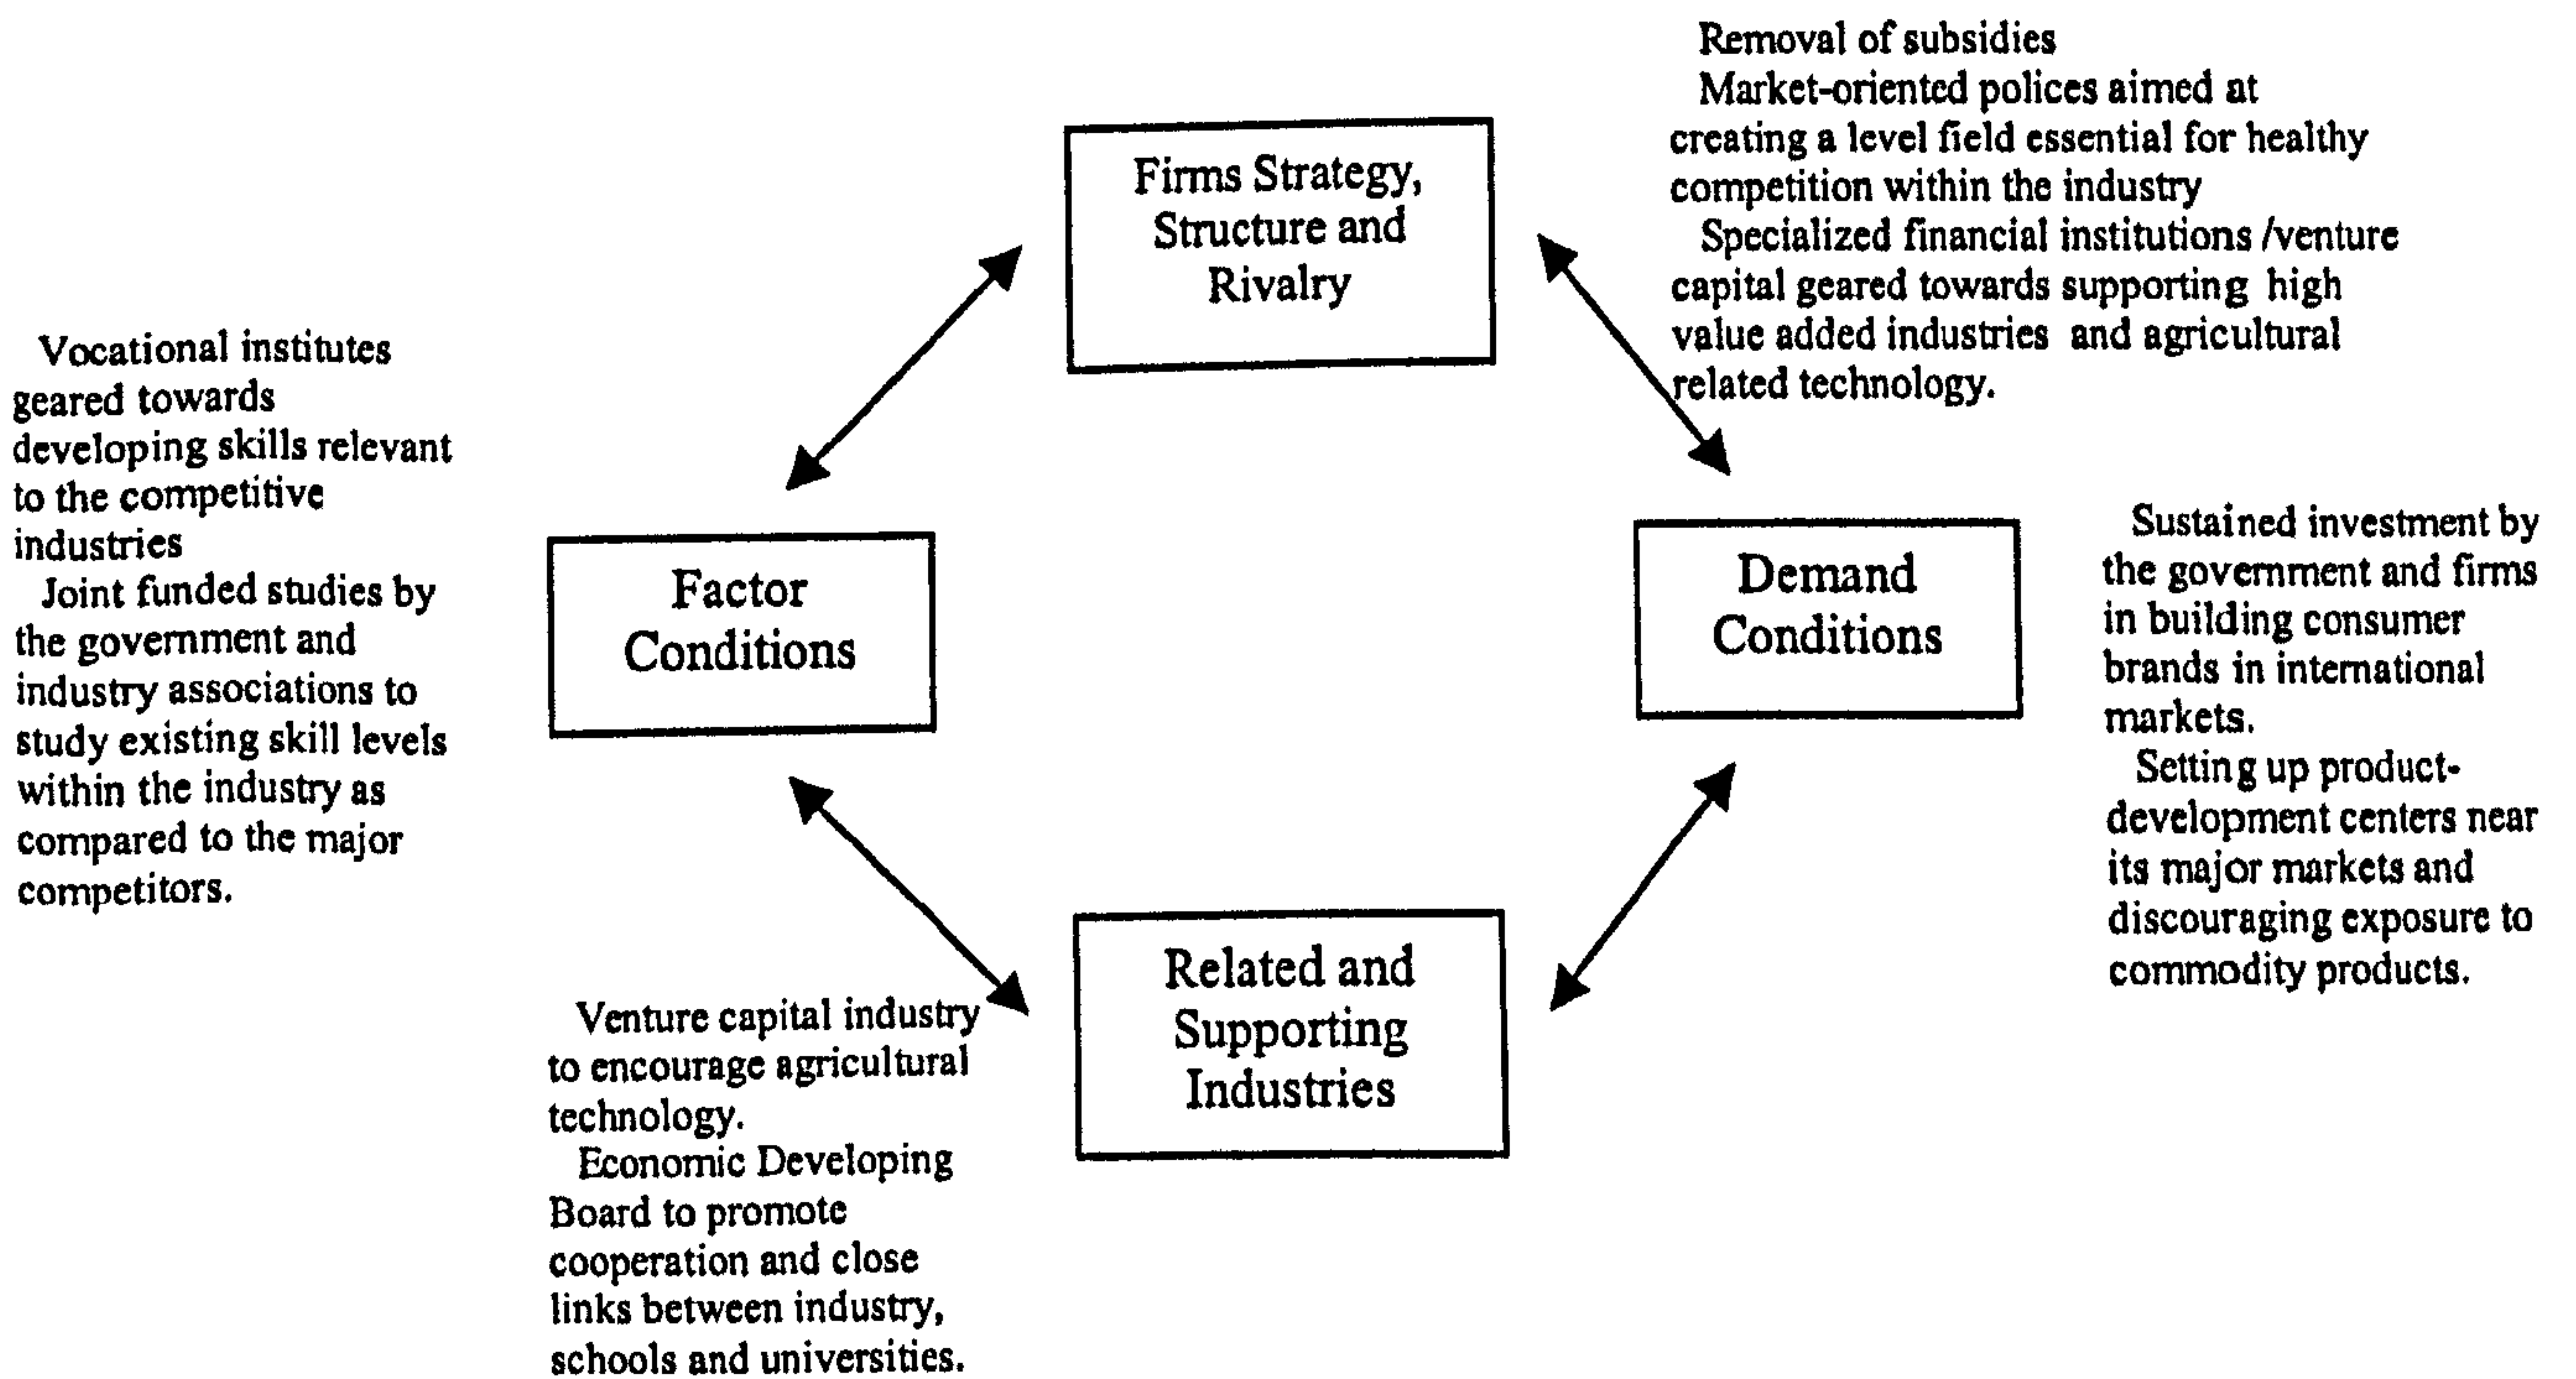 Removal of subsidies
Market-oriented polices aimed at
creating a level field essential for healthy
competition within the industry
Specialized financial institutions /venture
capital geared towards supporting high
value added industries and agricultural
related technology.
Firms Strategy,
Structure and
Rivalry
Vocational institutes
geared towards
developing skills relevant
to the competitive
industries
Joint funded studies by
the government and
industry associations to
study existing skill levels
within the industry as
compared to the major
competitors.
Factor
Conditions
Demand
Conditions
Sustained investment by
the government and firms
in building consumer
brands in international
markets.
Setting up product-
development centers near
its major markets and
discouraging exposure to
commodity products.
Related and
Supporting
Industries
Venture capital industry
to encourage agricultural
technology.
Economic Developing
Board to promote
cooperation and close
links between industry,
schools and universities.